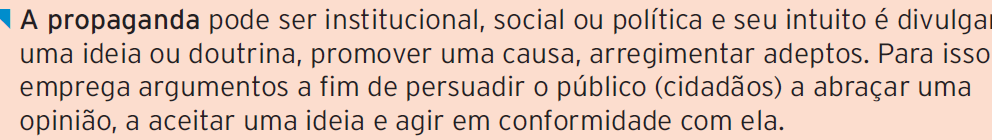 A propaganda pode ser institucional, social ou política e seu intuito é divulgar
uma ideia ou doutrina, promover uma causa, arregimentar adeptos. Para isso
emprega argumentos a fim de persuadir o público (cidadãos) a abraçar uma
opinião, a aceitar uma ideia e agir em conformidade com ela.